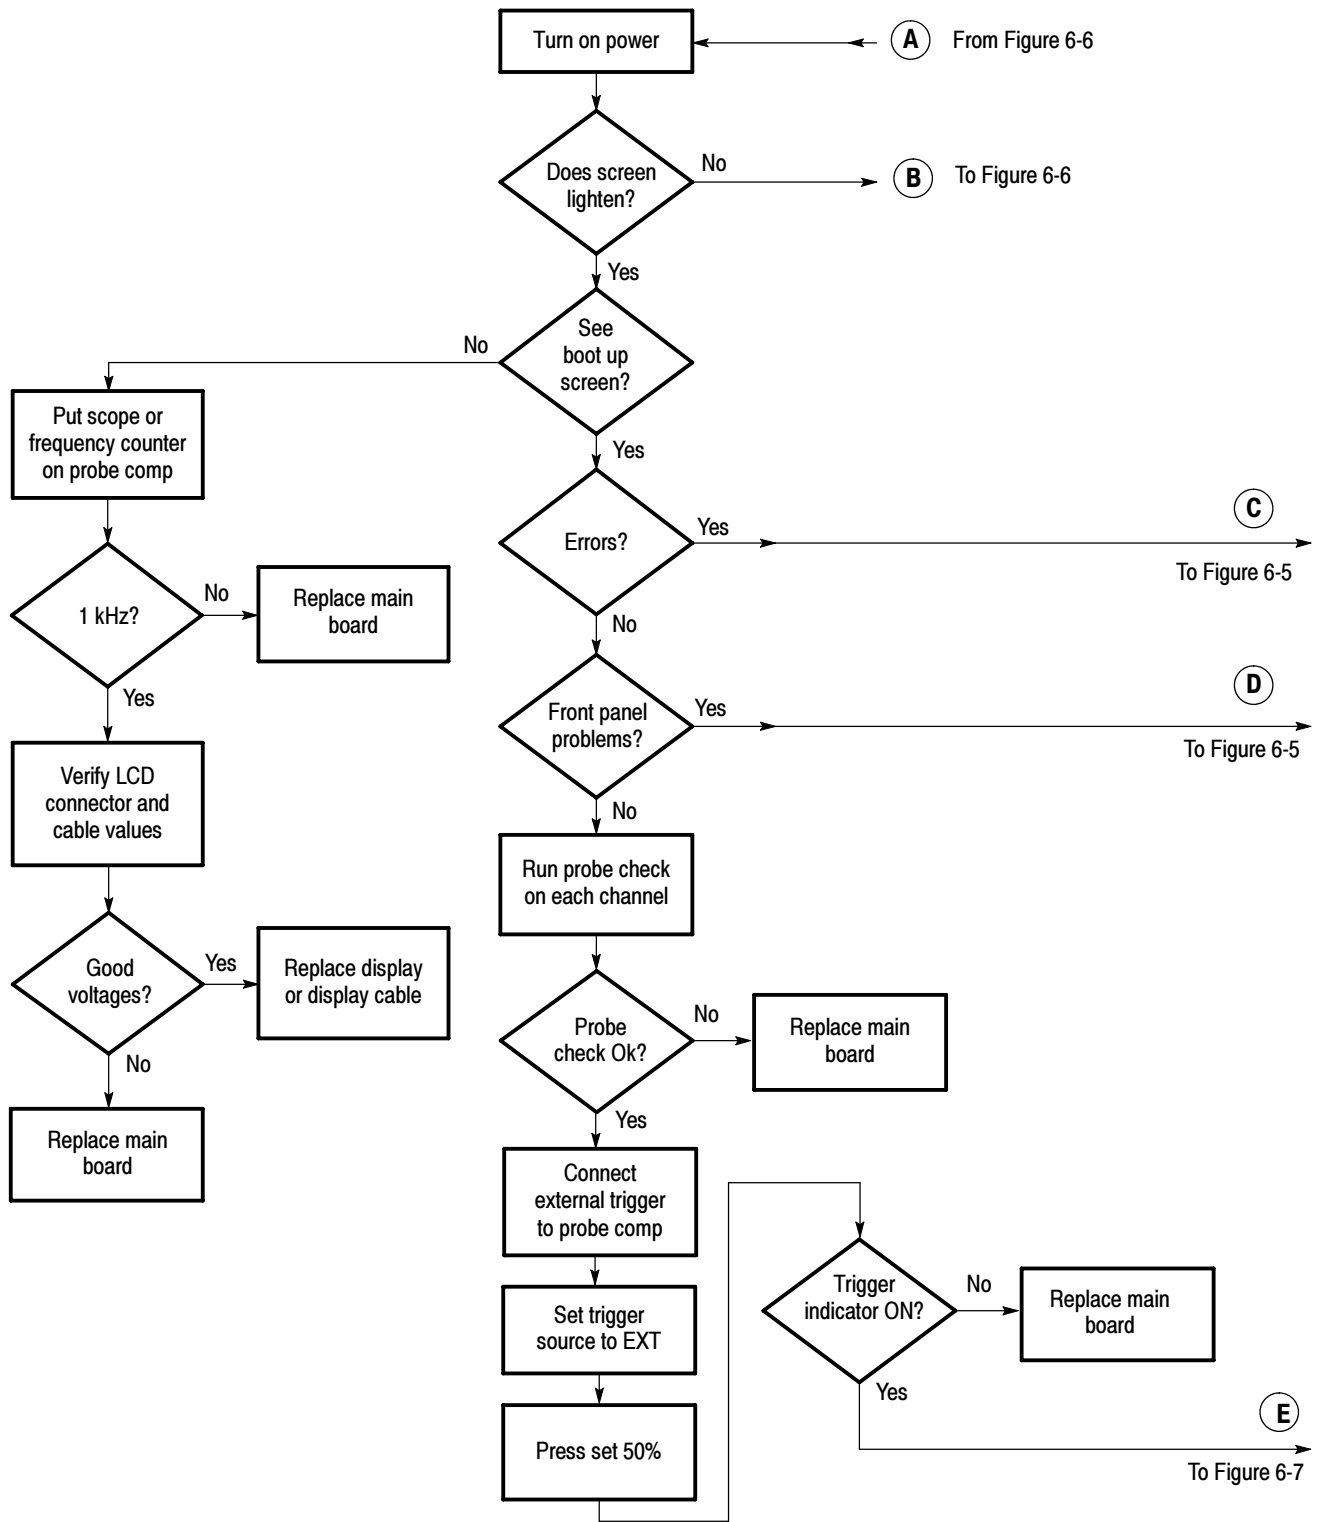 Turn on power
A
From Figure 6-6
Does screen
lighten?
No
B
To Figure 6-6
Yes
See
boot up
screen?
No
Put scope or
frequency counter
on probe comp
Yes
Errors?
Yes
C
To Figure 6-5
1 kHz?
No
Replace main
board
No
Yes
Front panel
problems?
Yes
D
To Figure 6-5
Verify LCD
connector and
cable values
No
Run probe check
on each channel
Good
voltages?
Yes
Replace display
or display cable
No
Probe
check Ok?
No
Replace main
board
Replace main
board
Yes
Connect
external trigger
to probe comp
Set trigger
source to EXT
Press set 50%
Trigger
indicator ON?
No
Replace main
board
Yes
E
To Figure 6-7